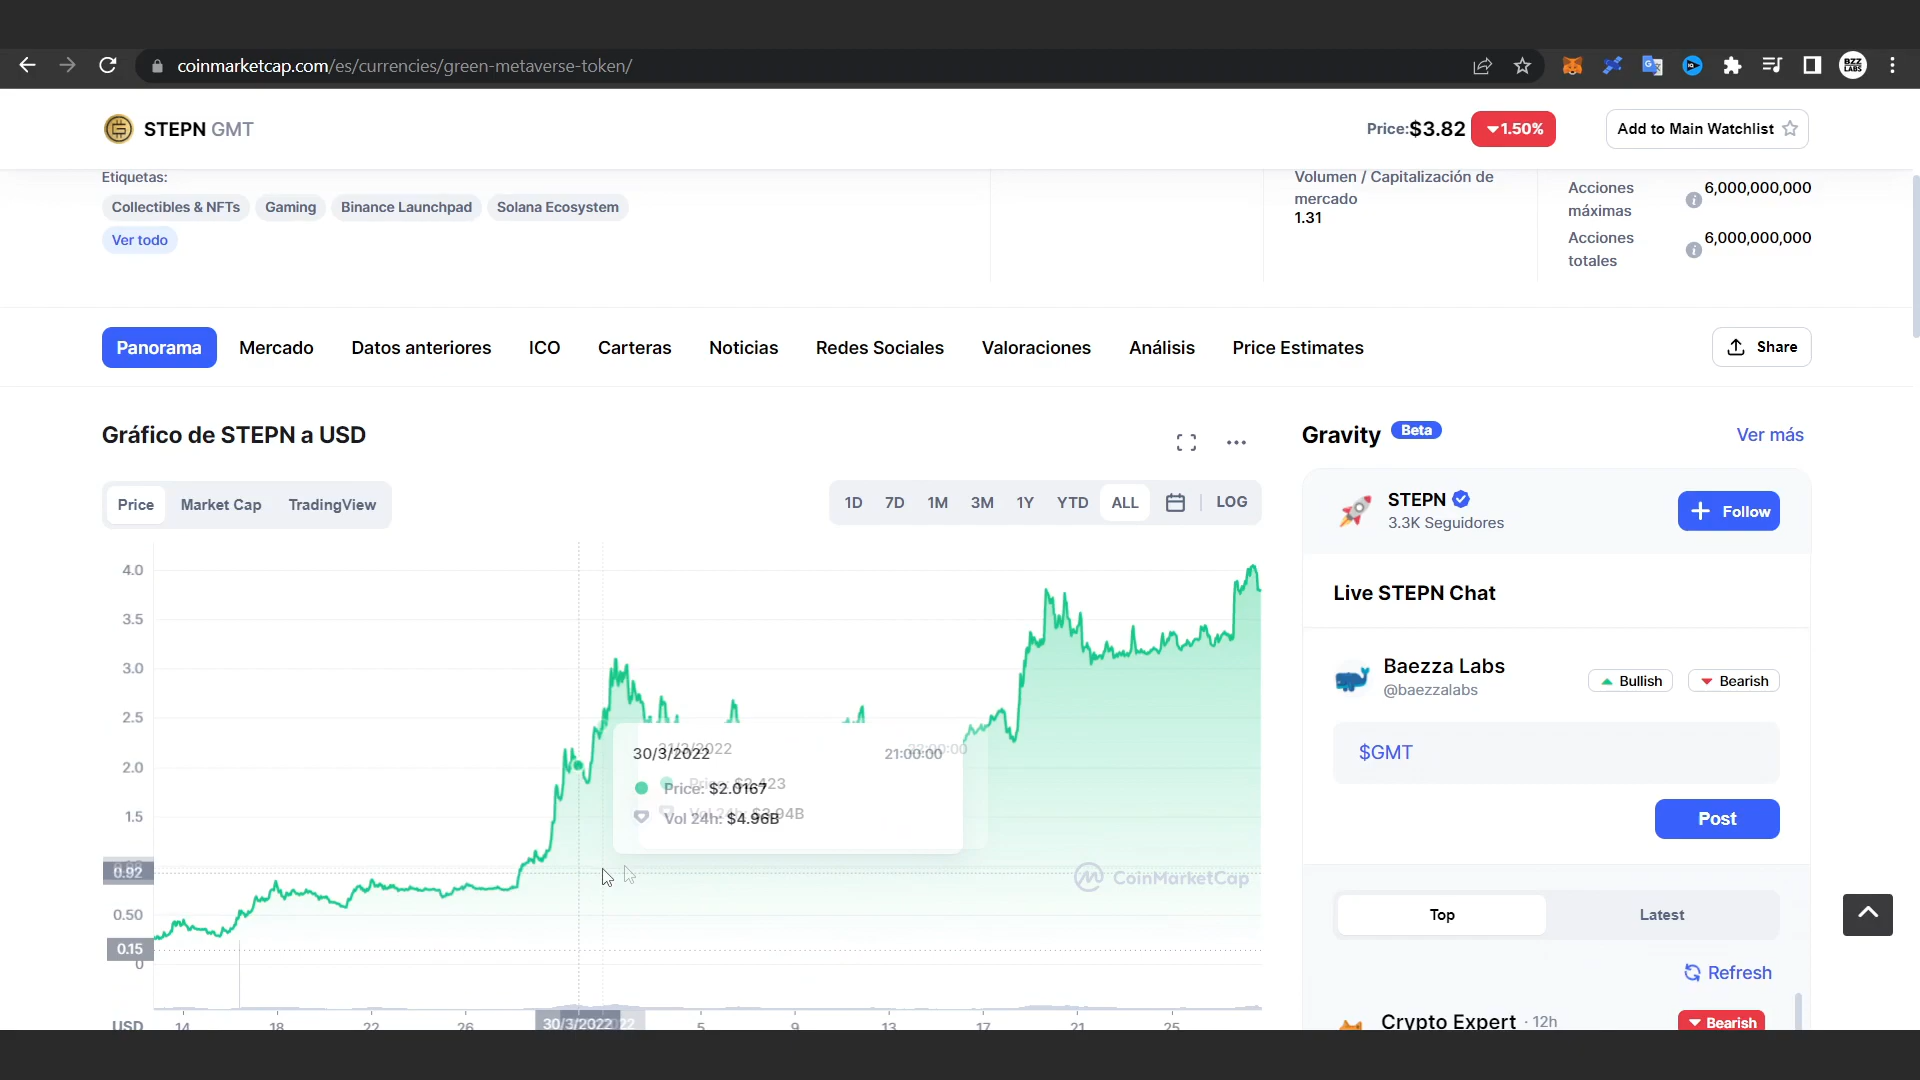 coinmarketcap.com/es/currencies/green-metaverse-token/
BZZ LABS
STEPN GMT
Price:$3.82 1.50%
Add to Main Watchlist
Etiquetas:
Collectibles & NFTs Gaming Binance Launchpad Solana Ecosystem
Ver todo
Volumen / Capitalización de
mercado
1.31
Acciones
máximas
6,000,000,000
Acciones
totales
6,000,000,000
Panorama Mercado Datos anteriores ICO Carteras Noticias Redes Sociales Valoraciones Análisis Price Estimates
Share
Gráfico de STEPN a USD
Price Market Cap TradingView
1D 7D 1M 3M 1Y YTD ALL LOG
4.0
3.5
3.0
2.5
2.0
1.5
0.92
0.50
0.15
0
30/3/2022 21:00:00
Price: $2.0167
Vol 24h: $4.96B
CoinMarketCap
USD 14 18 22 26 30/3/2022 5 9 13 17 21 25
Gravity Beta
Ver más
STEPN
3.3K Seguidores
Follow
Live STEPN Chat
Baezza Labs
@baezzalabs
Bullish Bearish
$GMT
Post
Top Latest
Refresh
Crypto Expert · 12h
Bearish